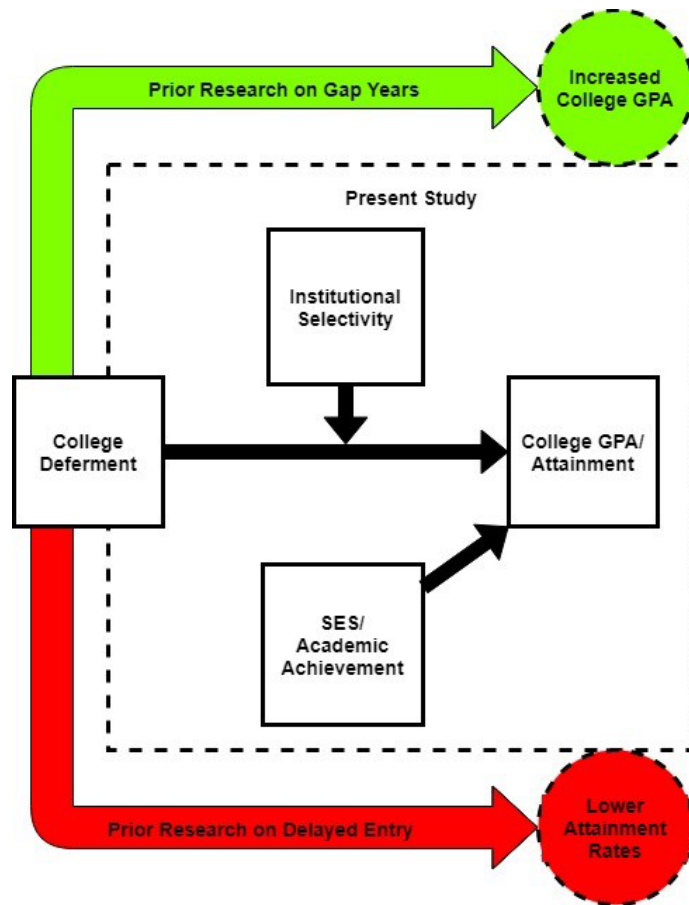 Prior Research on Gap Years
Increased
College GPA
Present Study
Institutional
Selectivity
College
Deferment
College GPA/
Attainment
SES/
Academic
Achievement
Prior Research on Delayed Entry
Lower
Attainment
Rates